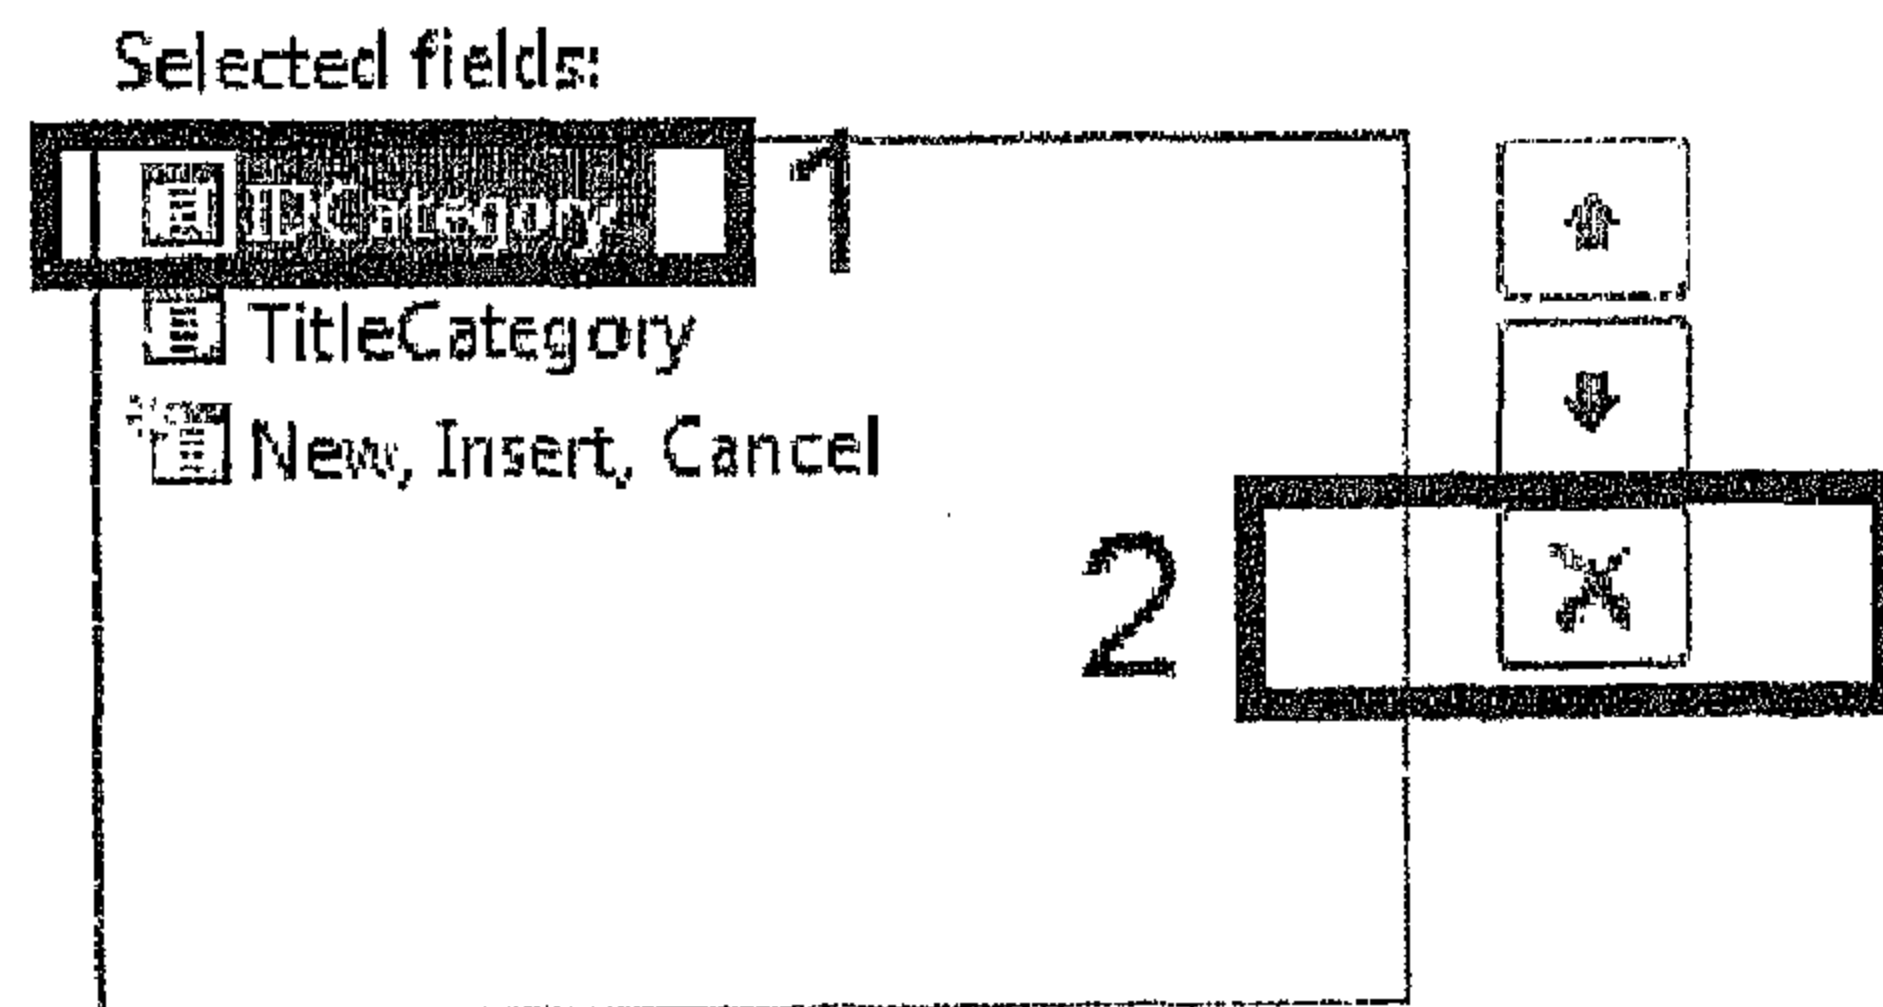 Selected fields:
IDCategory
1
TitleCategory
New, Insert, Cancel
2